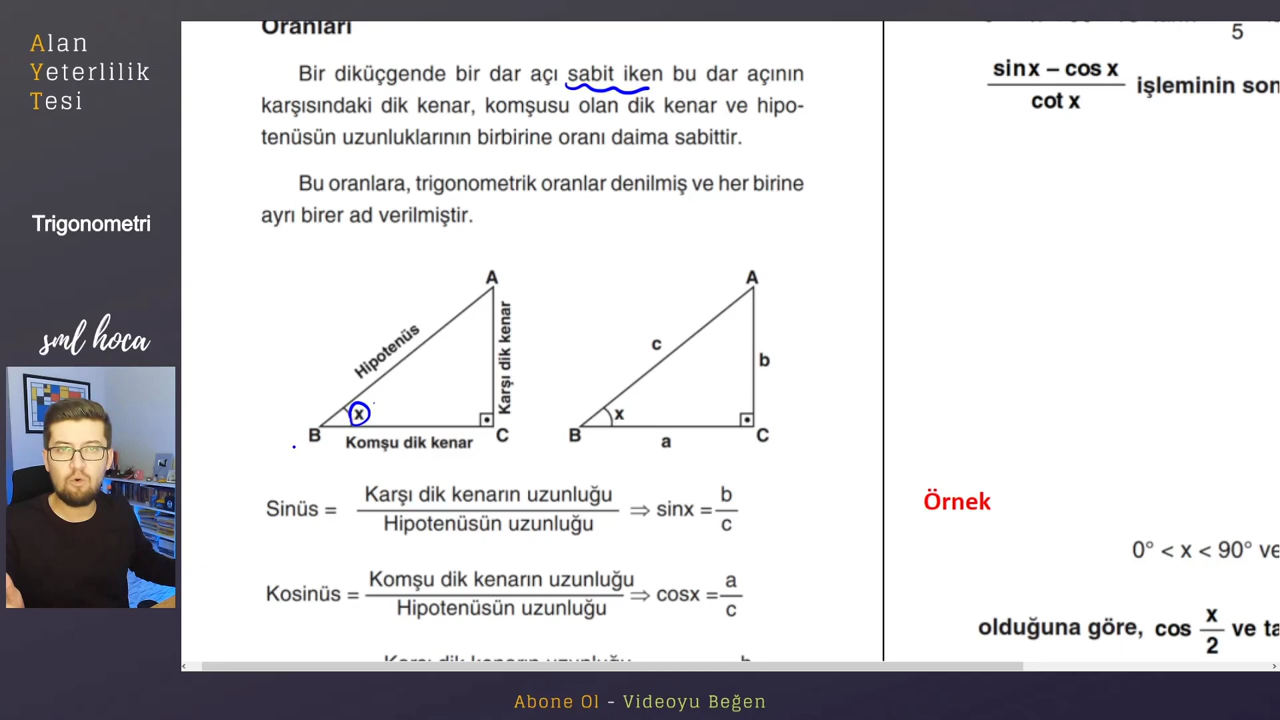 Alan
Yeterlilik
Tesi
Trigonometri
sml hoca
Oranları
Bir diküçgende bir dar açı sabit iken bu dar açının
karşısındaki dik kenar, komşusu olan dik kenar ve hipo-
tenüsün uzunluklarının birbirine oranı daima sabittir.
Bu oranlara, trigonometrik oranlar denilmiş ve her birine
ayrı birer ad verilmiştir.
A
Hipotenüs
Karşı dik kenar
x
B
Komşu dik kenar
C
A
c
b
x
B
a
C
Sinüs = Karşı dik kenarın uzunluğu / Hipotenüsün uzunluğu ⇒ sinx = b / c
Kosinüs = Komşu dik kenarın uzunluğu / Hipotenüsün uzunluğu ⇒ cosx = a / c
5
sin x – cos x / cot x işleminin son
Örnek
0° < x < 90° ve
olduğuna göre, cos x / 2 ve ta
Abone Ol - Videoyu Beğen